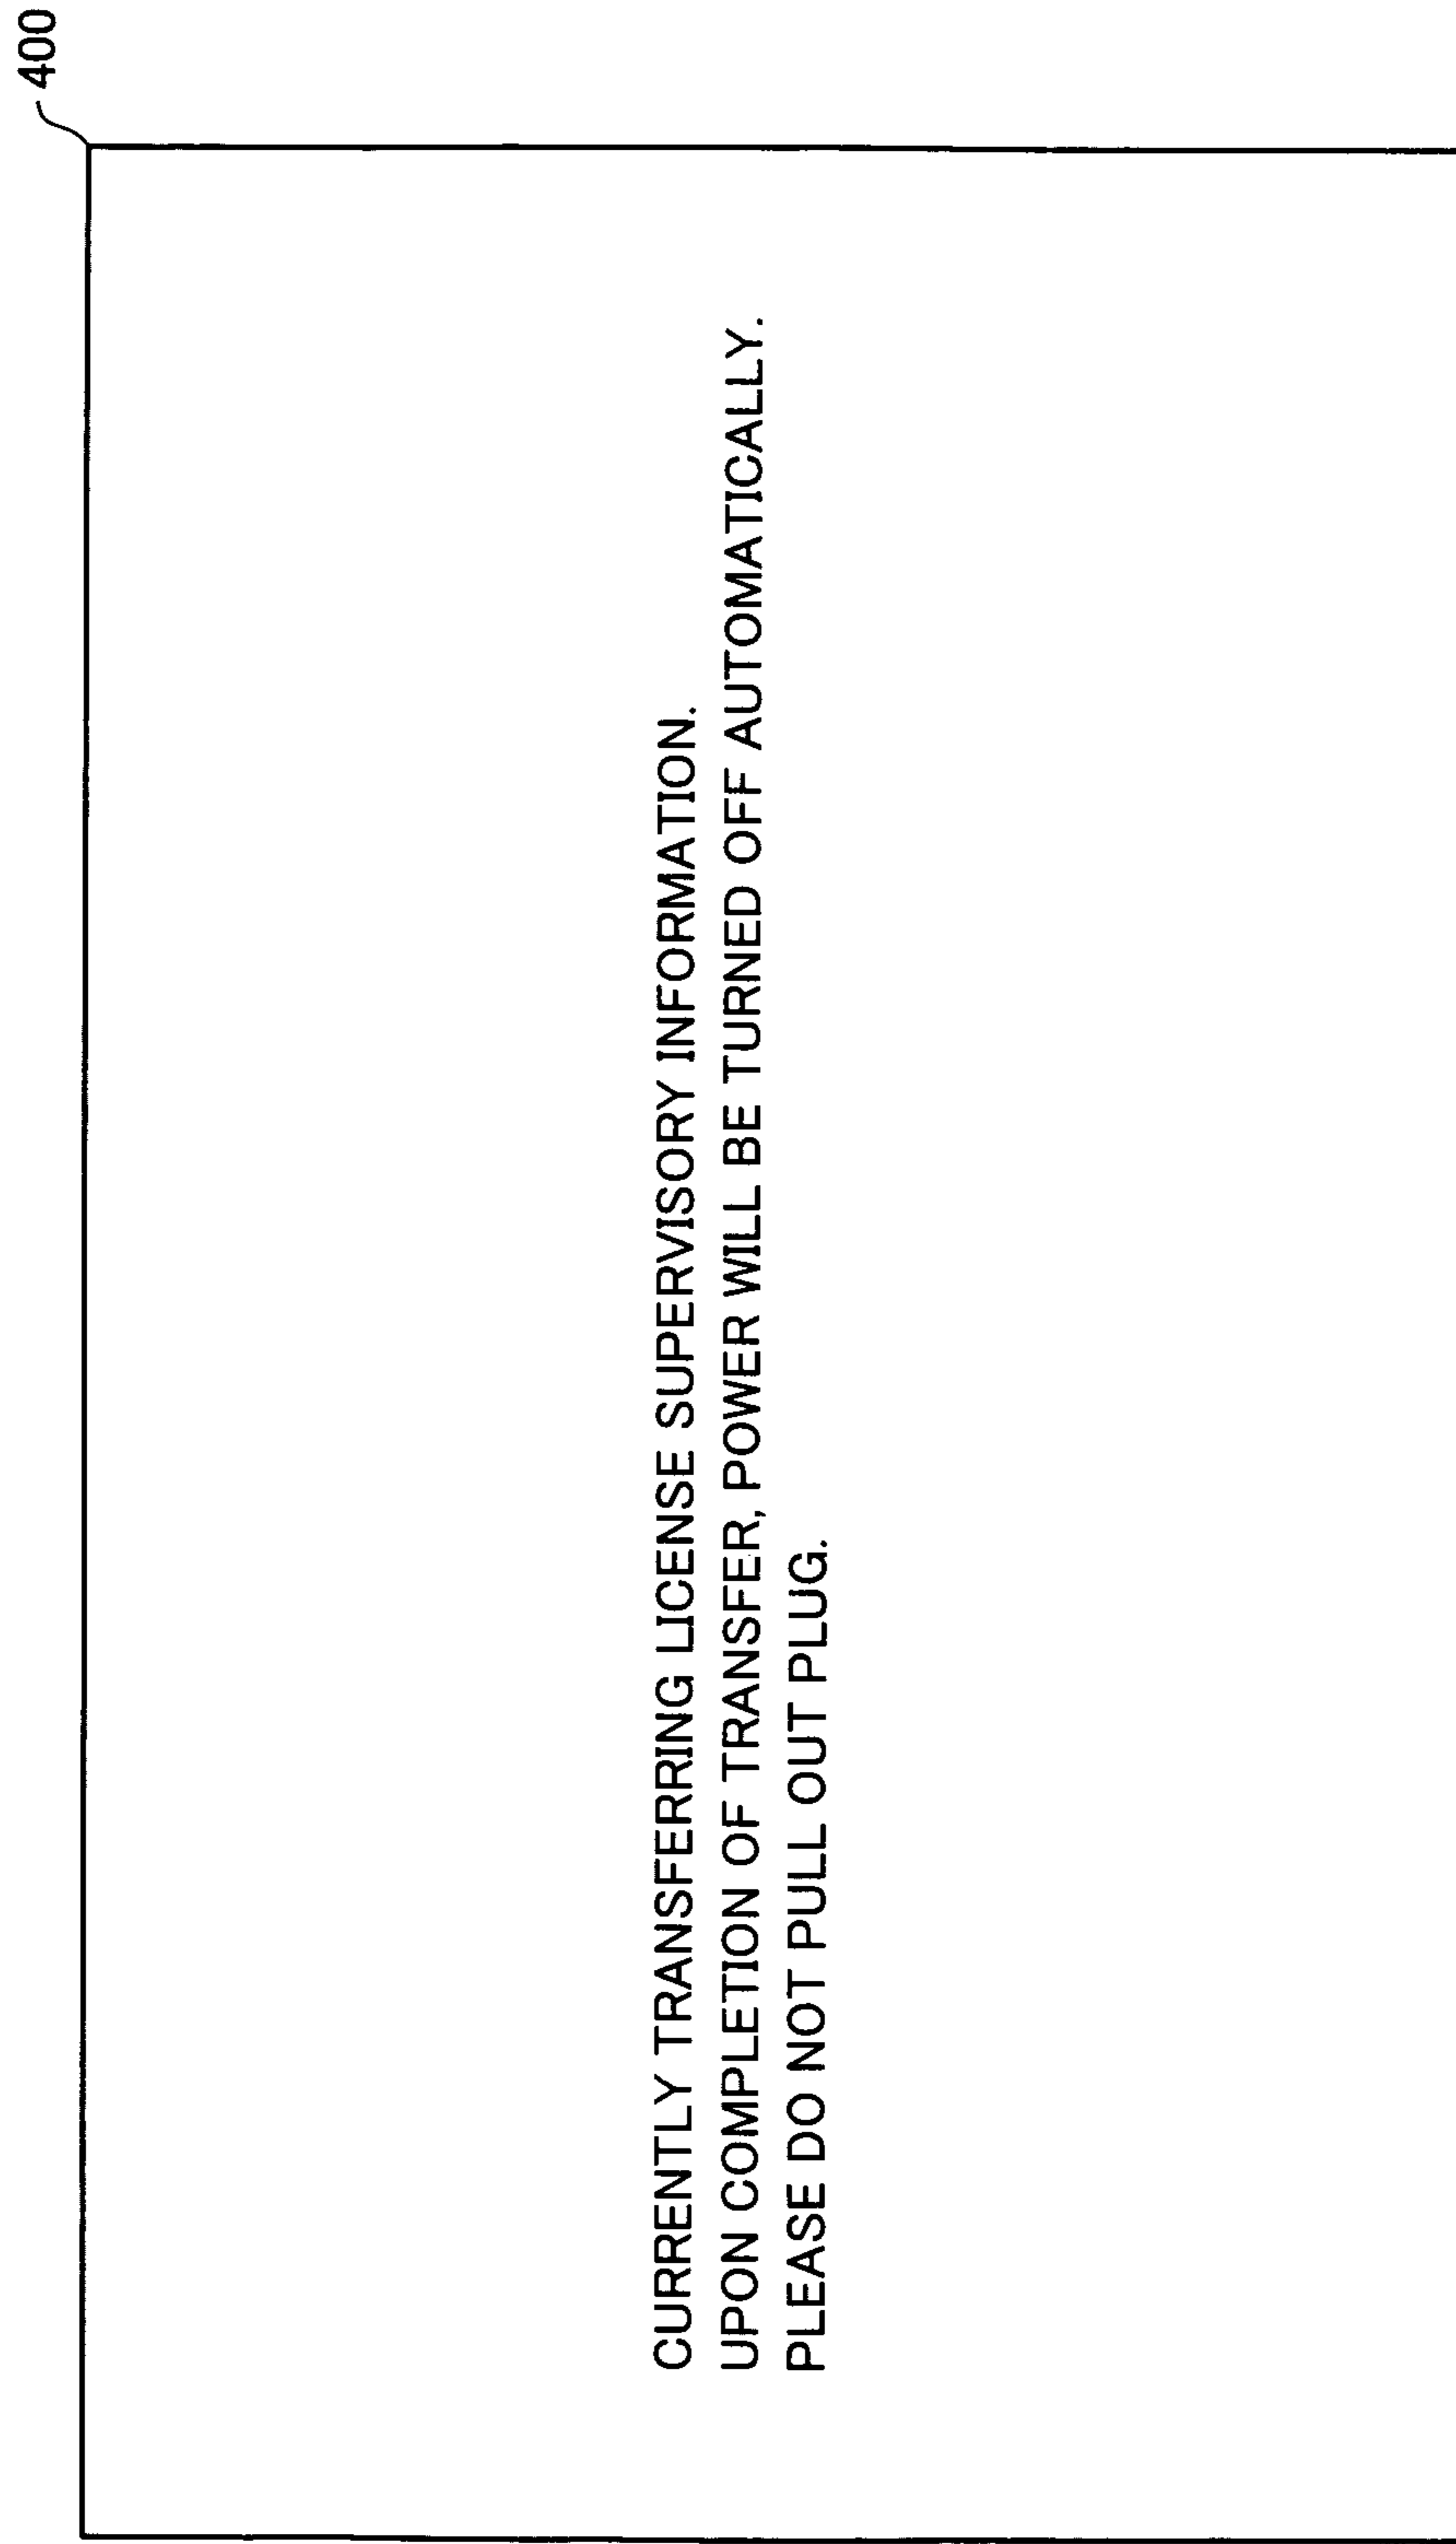 400
CURRENTLY TRANSFERRING LICENSE SUPERVISORY INFORMATION.
UPON COMPLETION OF TRANSFER, POWER WILL BE TURNED OFF AUTOMATICALLY.
PLEASE DO NOT PULL OUT PLUG.